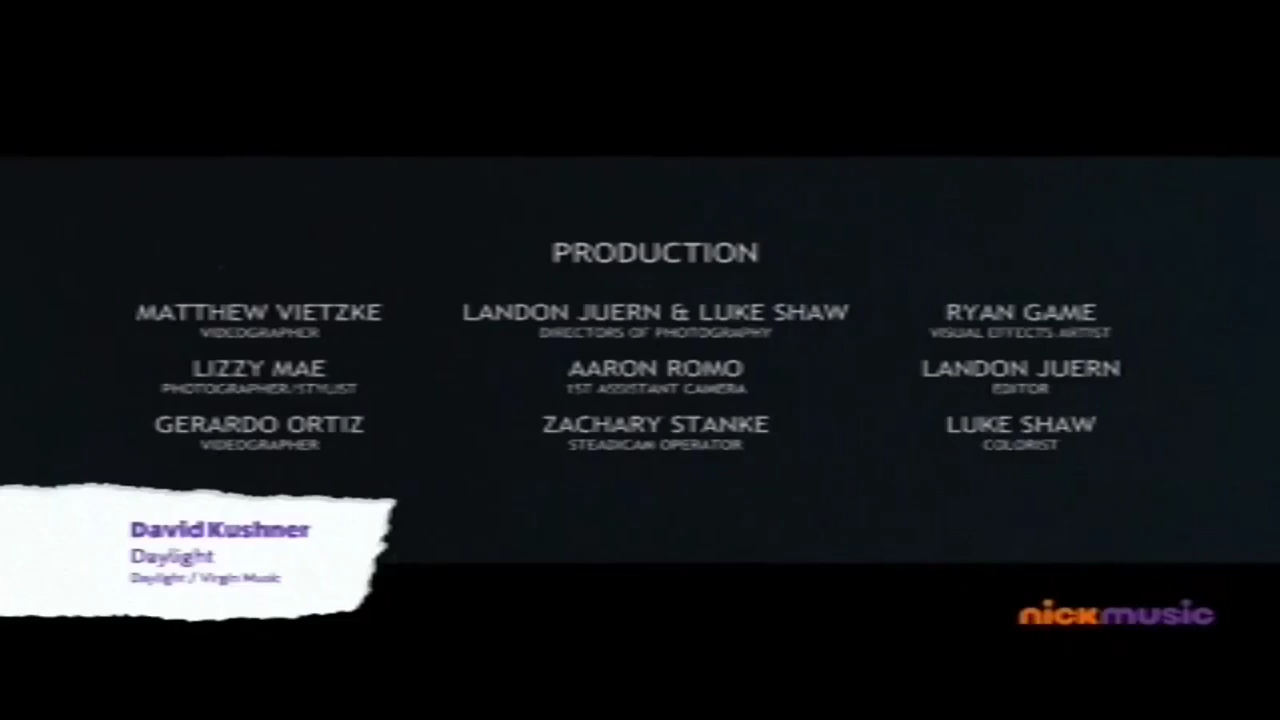 PRODUCTION
MATTHEW VIETZKE
VIDEOGRAPHER
LIZZY MAE
PHOTOGRAPHER/STYLIST
GERARDO ORTIZ
VIDEOGRAPHER
LANDON JUERN & LUKE SHAW
DIRECTORS OF PHOTOGRAPHY
AARON ROMO
1ST ASSISTANT CAMERA
ZACHARY STANKE
STEADICAM OPERATOR
RYAN GAME
VISUAL EFFECTS ARTIST
LANDON JUERN
EDITOR
LUKE SHAW
COLORIST
David Kushner
Daylight
Daylight / Virgin Music
nickmusic